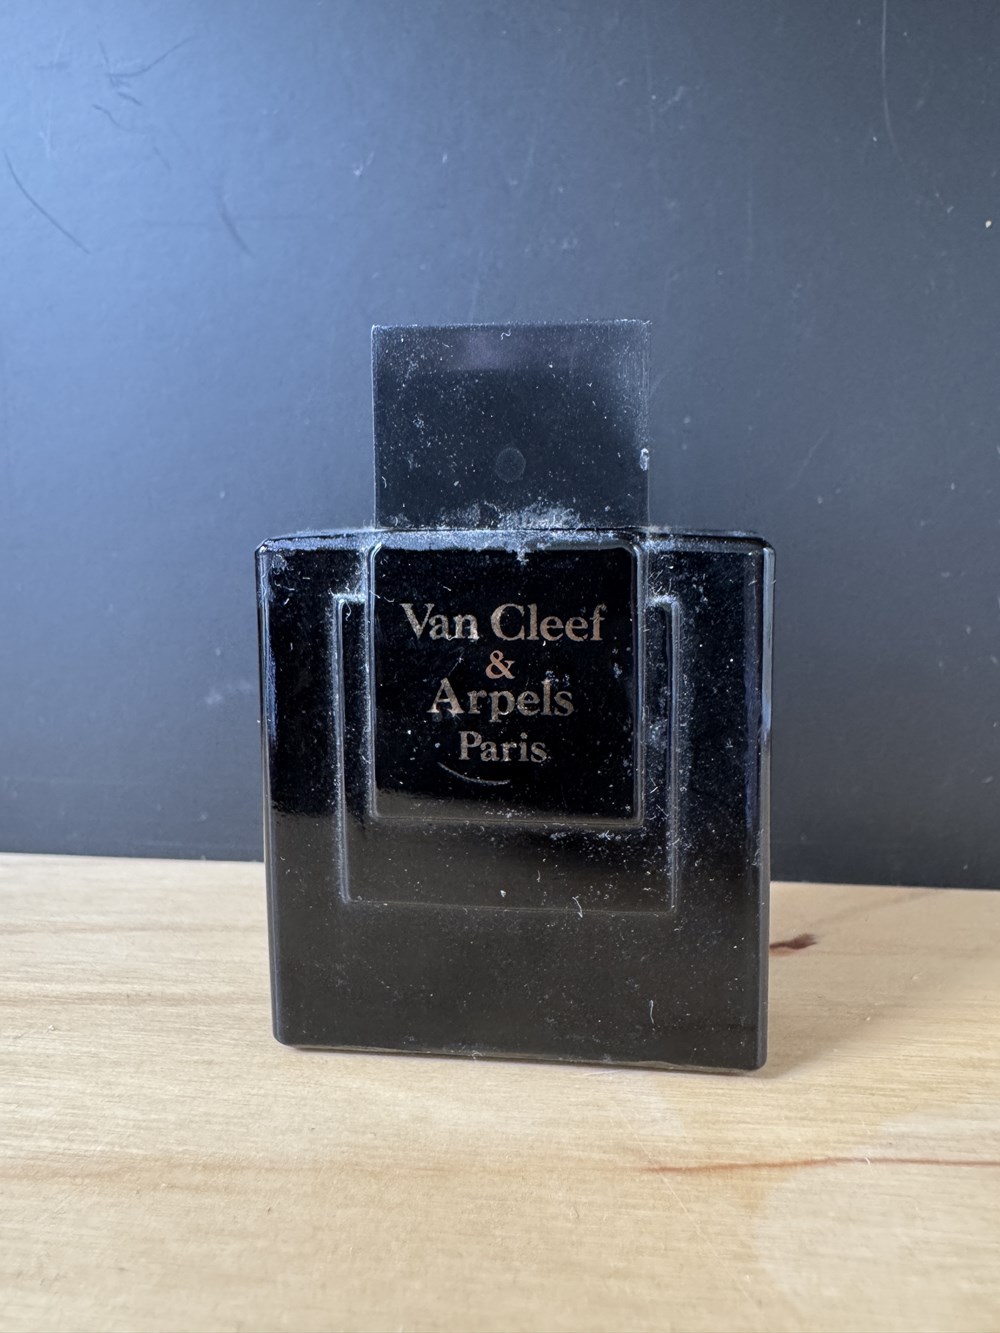 Van Cleef
&
Arpels
Paris